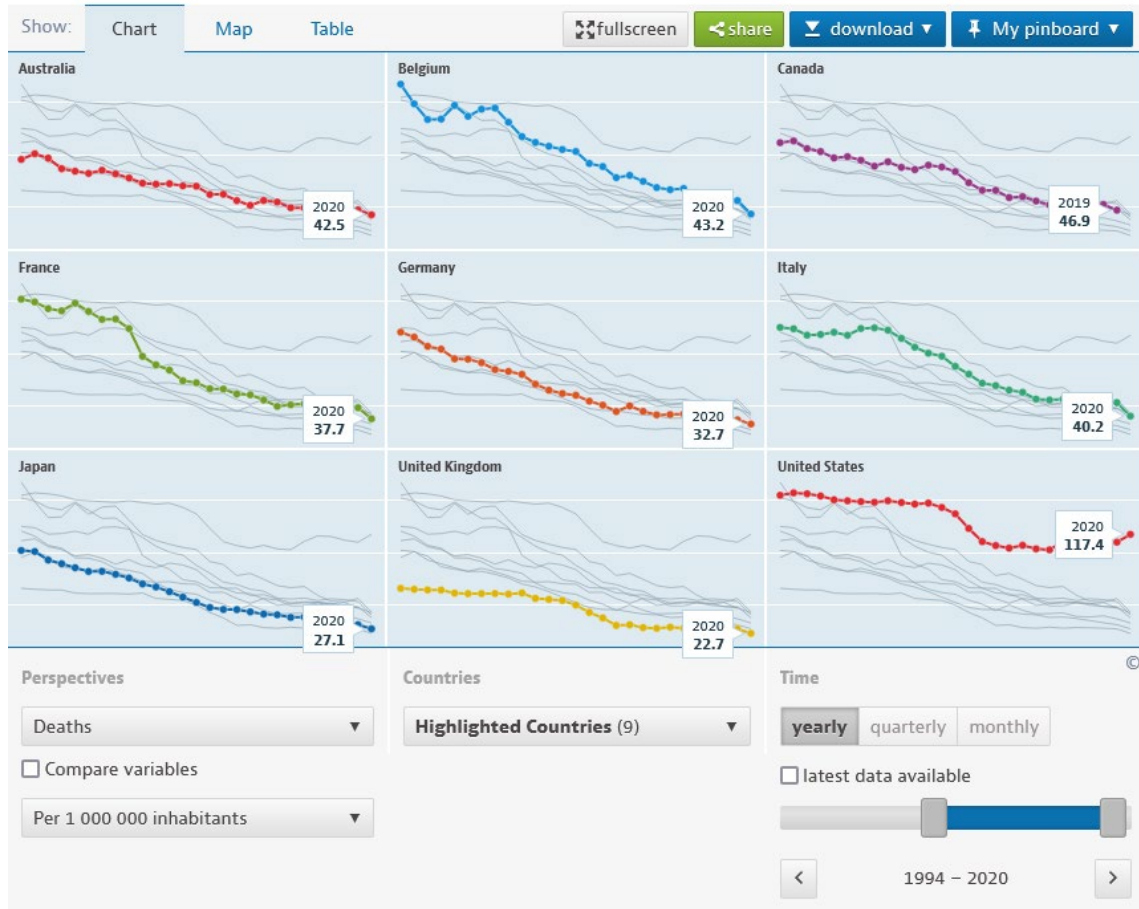 Show: Chart Map Table fullscreen share download ▼ My pinboard ▼
Australia
2020
42.5
Belgium
2020
43.2
Canada
2019
46.9
France
2020
37.7
Germany
2020
32.7
Italy
2020
40.2
Japan
2020
27.1
United Kingdom
2020
22.7
United States
2020
117.4
©
Perspectives
Deaths ▼
Compare variables
Per 1 000 000 inhabitants ▼
Countries
Highlighted Countries (9) ▼
Time
yearly quarterly monthly
latest data available
< 1994 – 2020 >